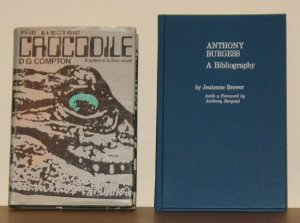 THE ELECTRIC
CROCODILE
D G COMPTON
A science-fiction novel
ANTHONY
BURGESS
A Bibliography
by Jeutonne Brewer
(with a Foreword by
Anthony Burgess)